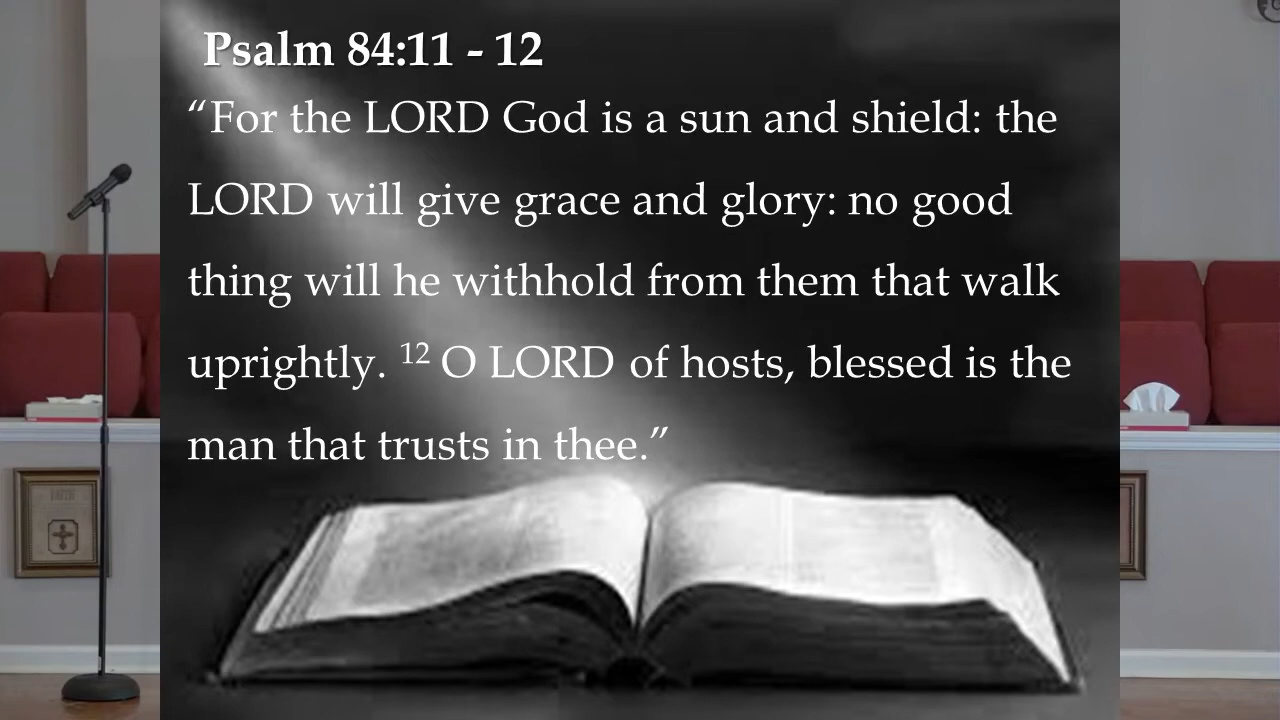 Psalm 84:11 - 12
“For the LORD God is a sun and shield: the
LORD will give grace and glory: no good
thing will he withhold from them that walk
uprightly. ¹² O LORD of hosts, blessed is the
man that trusts in thee.”
FAITH